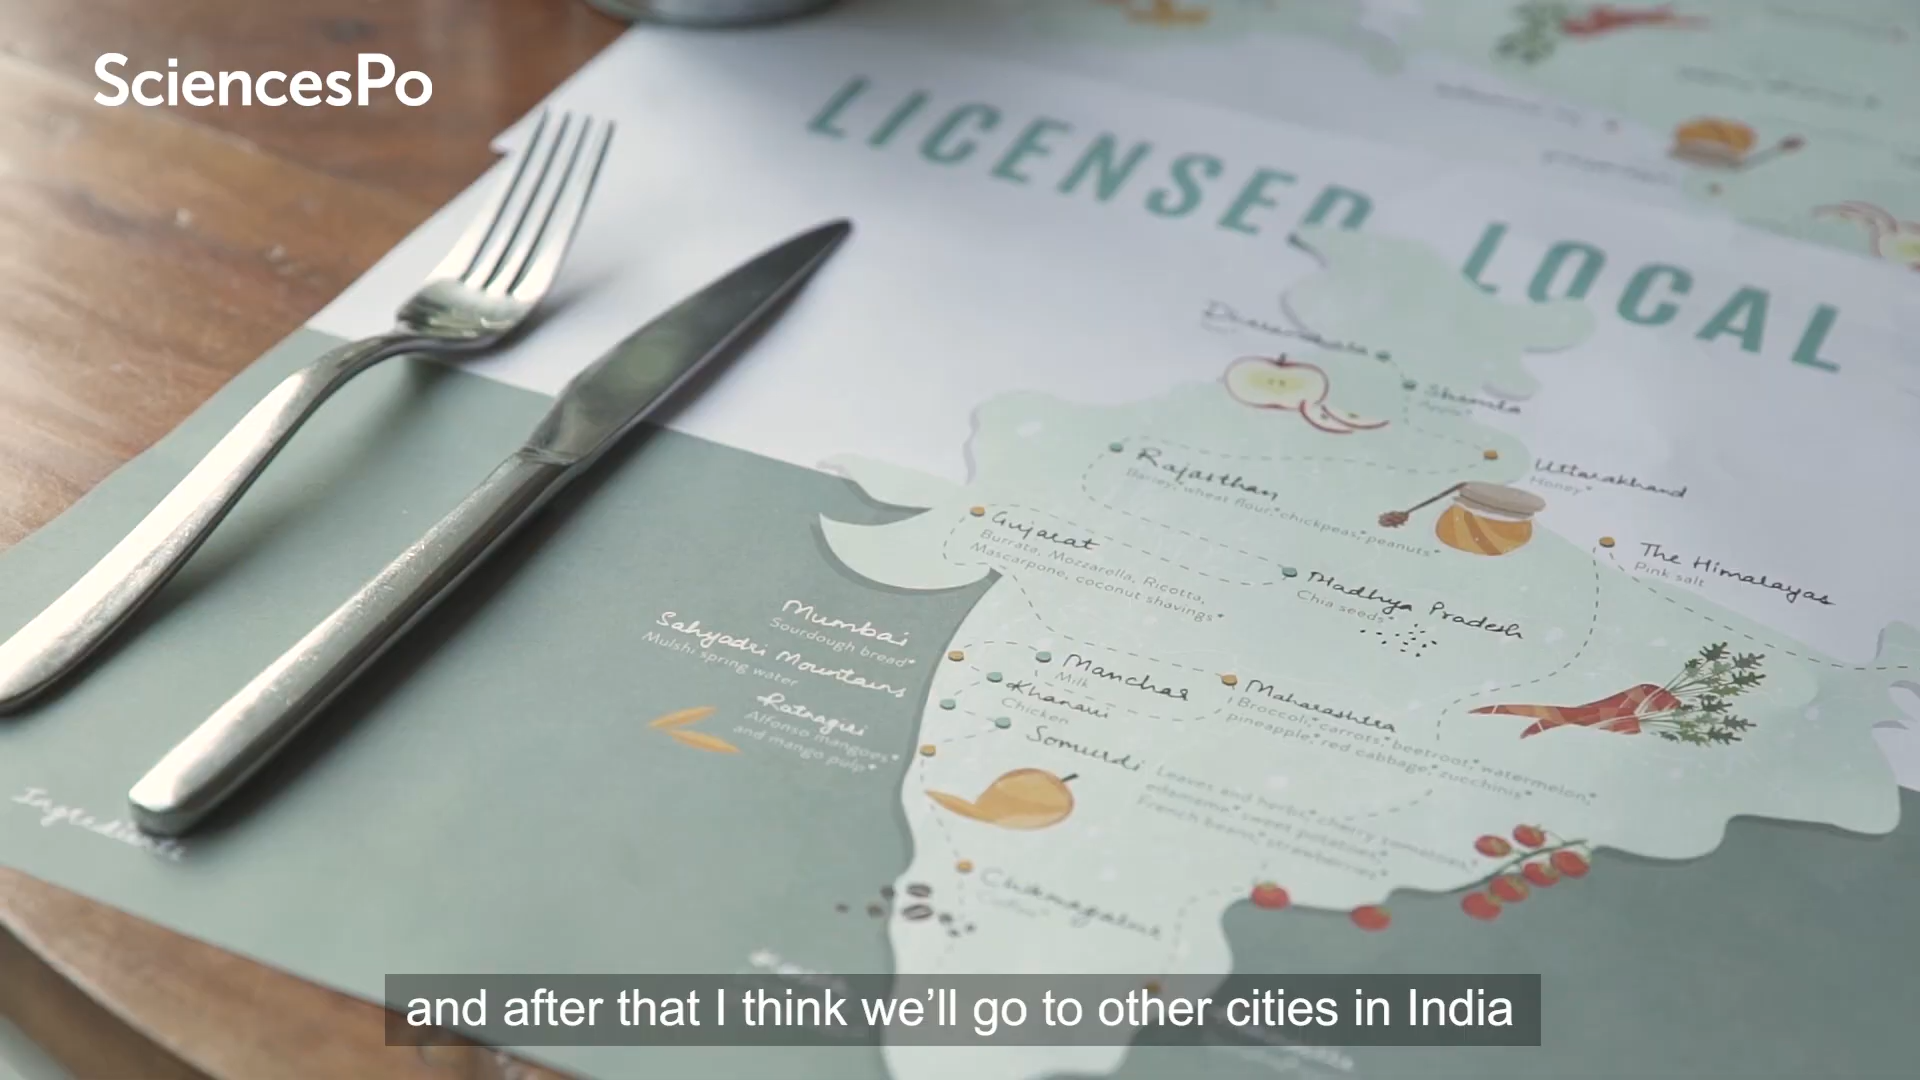 SciencesPo
LICENSED LOCAL
Shimla
Apple*
Uttarakhand
Honey*
Rajasthan
Barley,* wheat flour,* chickpeas,* peanuts*
The Himalayas
Pink salt
Gujarat
Burrata, Mozzarella, Ricotta,
Mascarpone, coconut shavings*
Madhya Pradesh
Chia seeds*
Mumbai
Sourdough bread*
Sahyadri Mountains
Mulshi spring water
Ratnagiri
Alfonso mangoes*
and mango pulp*
Manchar
Milk
Khanavi
Chicken
Maharashtra
Broccoli,* carrots,* beetroot,* watermelon,*
pineapple,* red cabbage,* zucchinis*
Somurdi
Leaves and herbs,* cherry tomatoes,*
edamame,* sweet potatoes,*
French beans,* strawberries*
Chikmagalur
Coffee*
Ingredients
and after that I think we’ll go to other cities in India